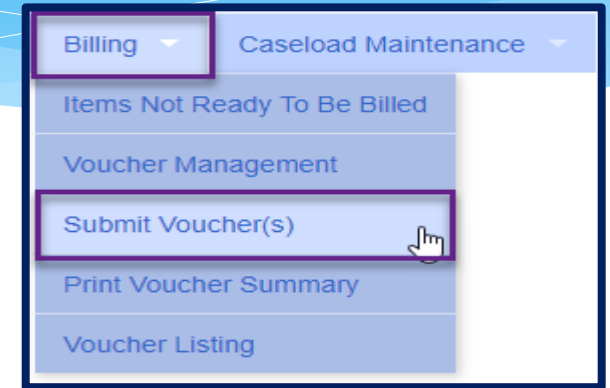 Billing Caseload Maintenance
Items Not Ready To Be Billed
Voucher Management
Submit Voucher(s)
Print Voucher Summary
Voucher Listing